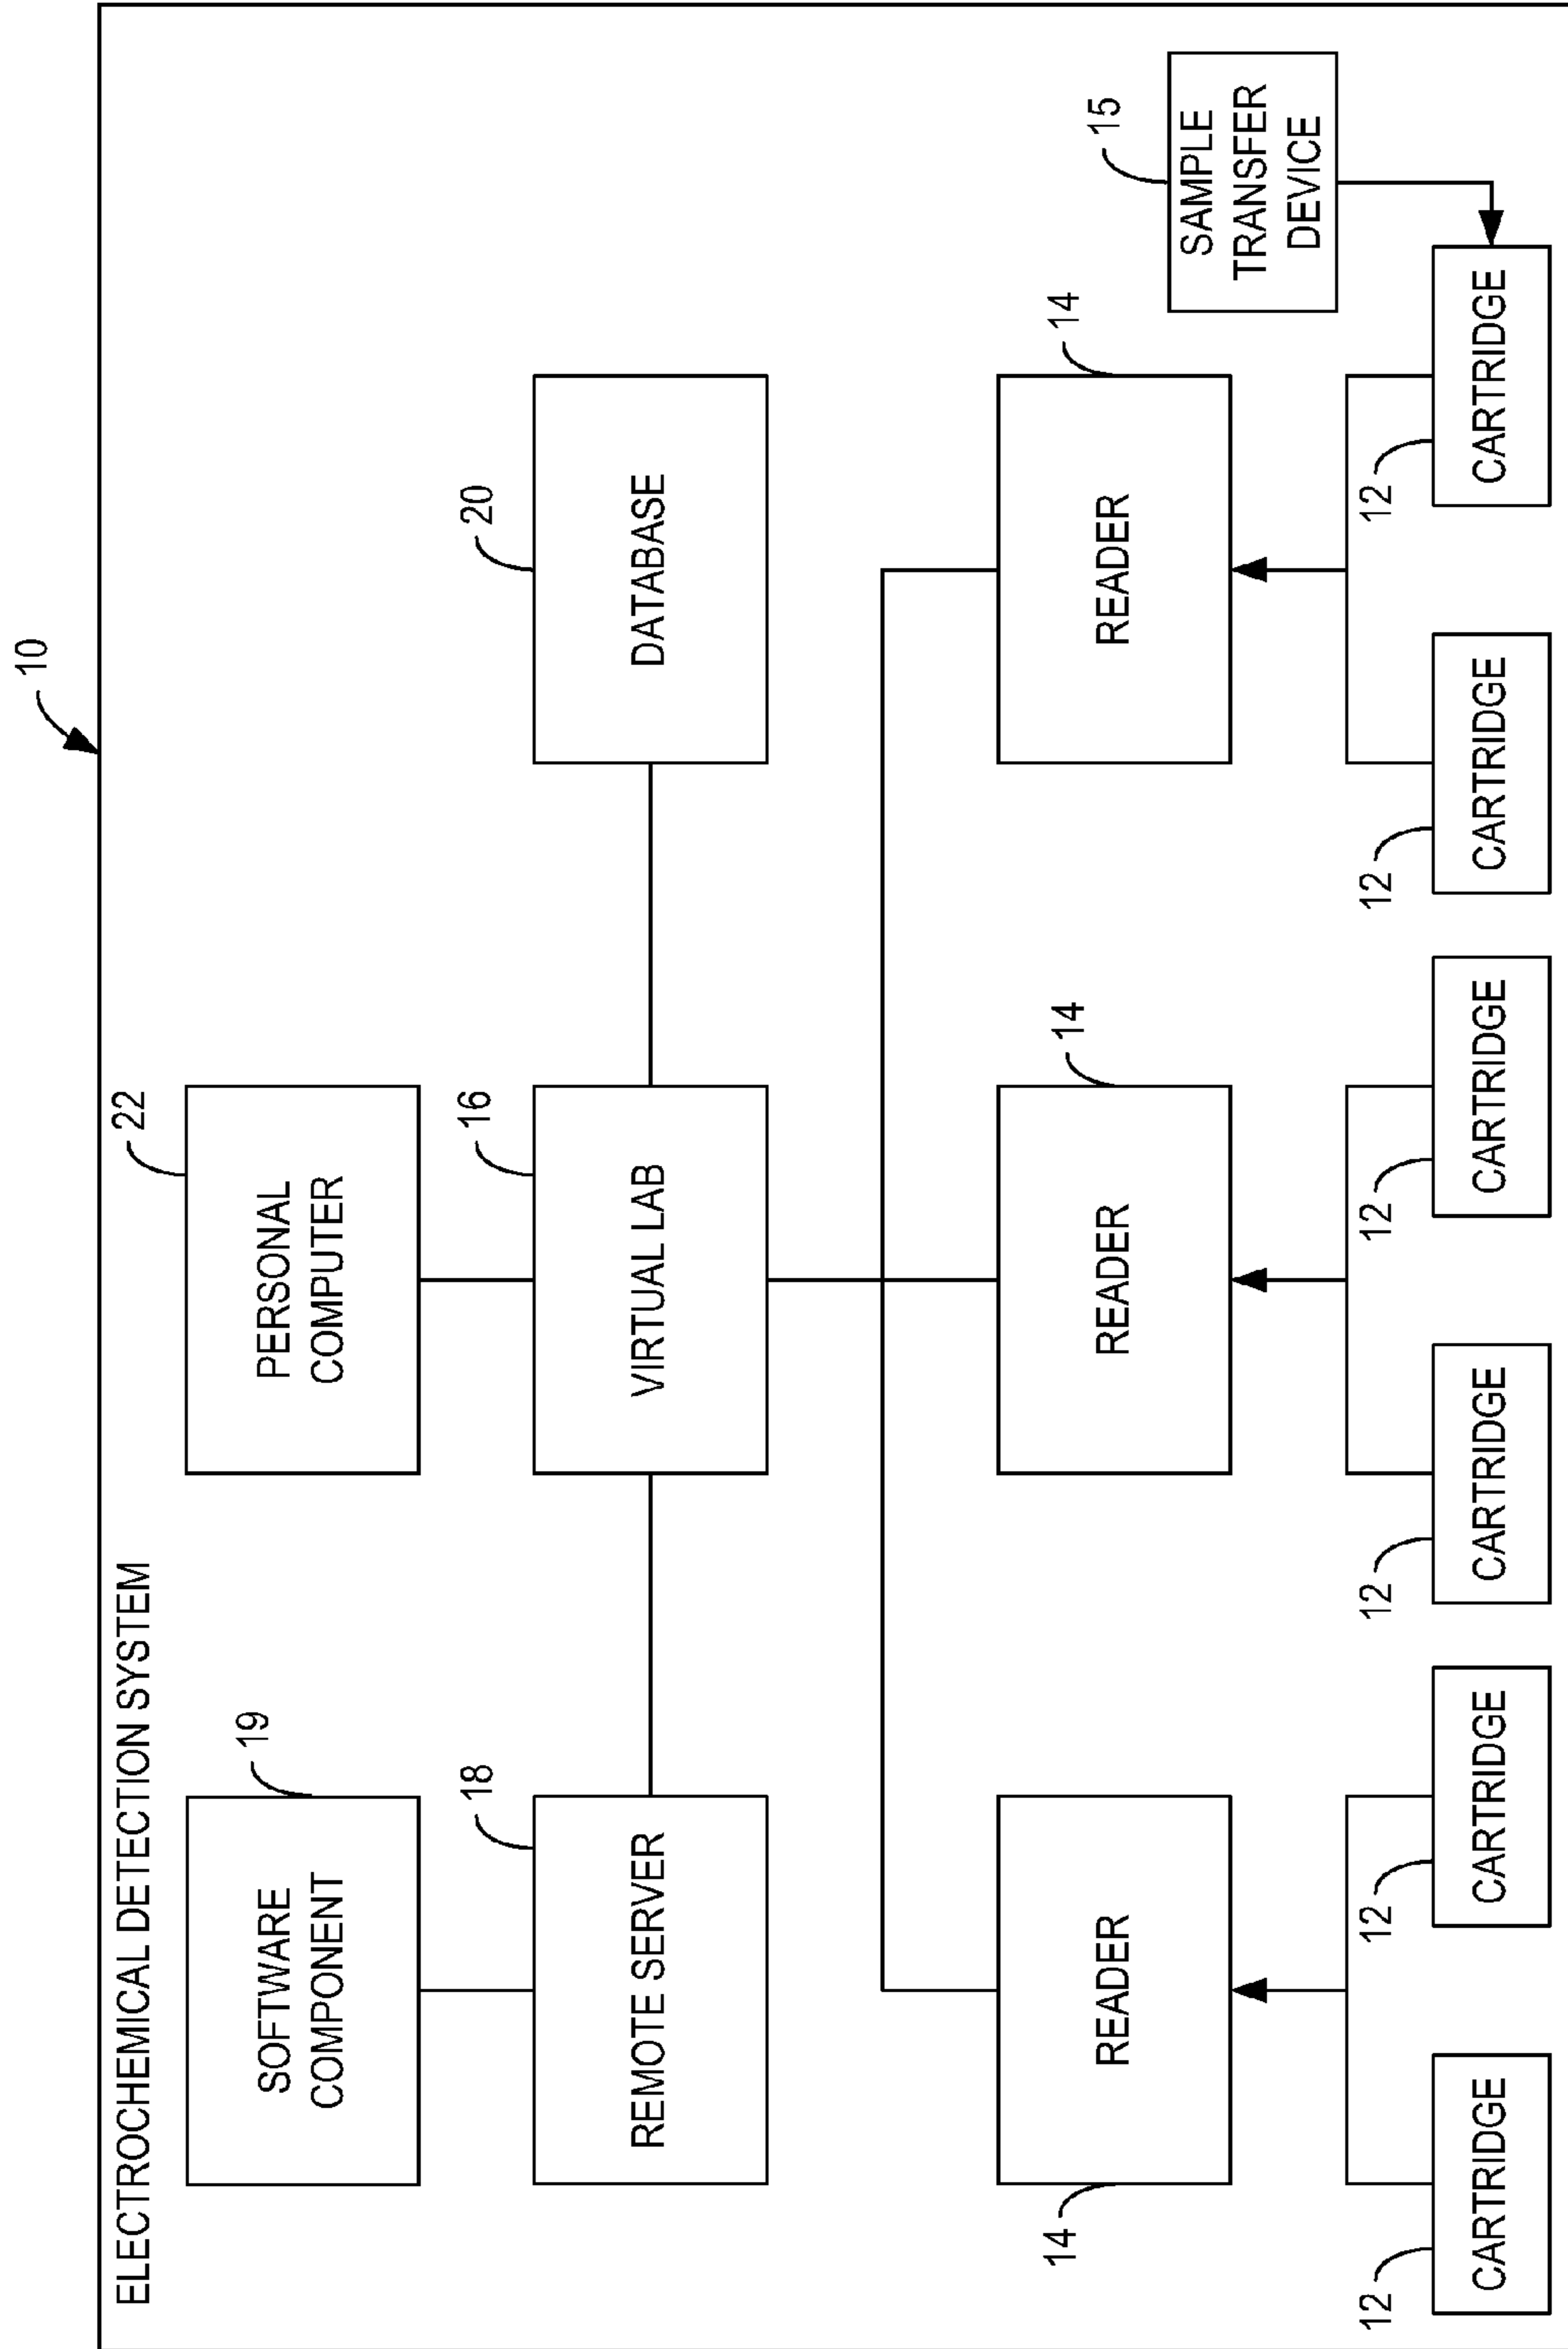 10
ELECTROCHEMICAL DETECTION SYSTEM
19
SOFTWARE
COMPONENT
22
PERSONAL
COMPUTER
18
REMOTE SERVER
16
VIRTUAL LAB
20
DATABASE
14
READER
14
READER
14
READER
15
SAMPLE
TRANSFER
DEVICE
12
CARTRIDGE
12
CARTRIDGE
12
CARTRIDGE
12
CARTRIDGE
12
CARTRIDGE
12
CARTRIDGE